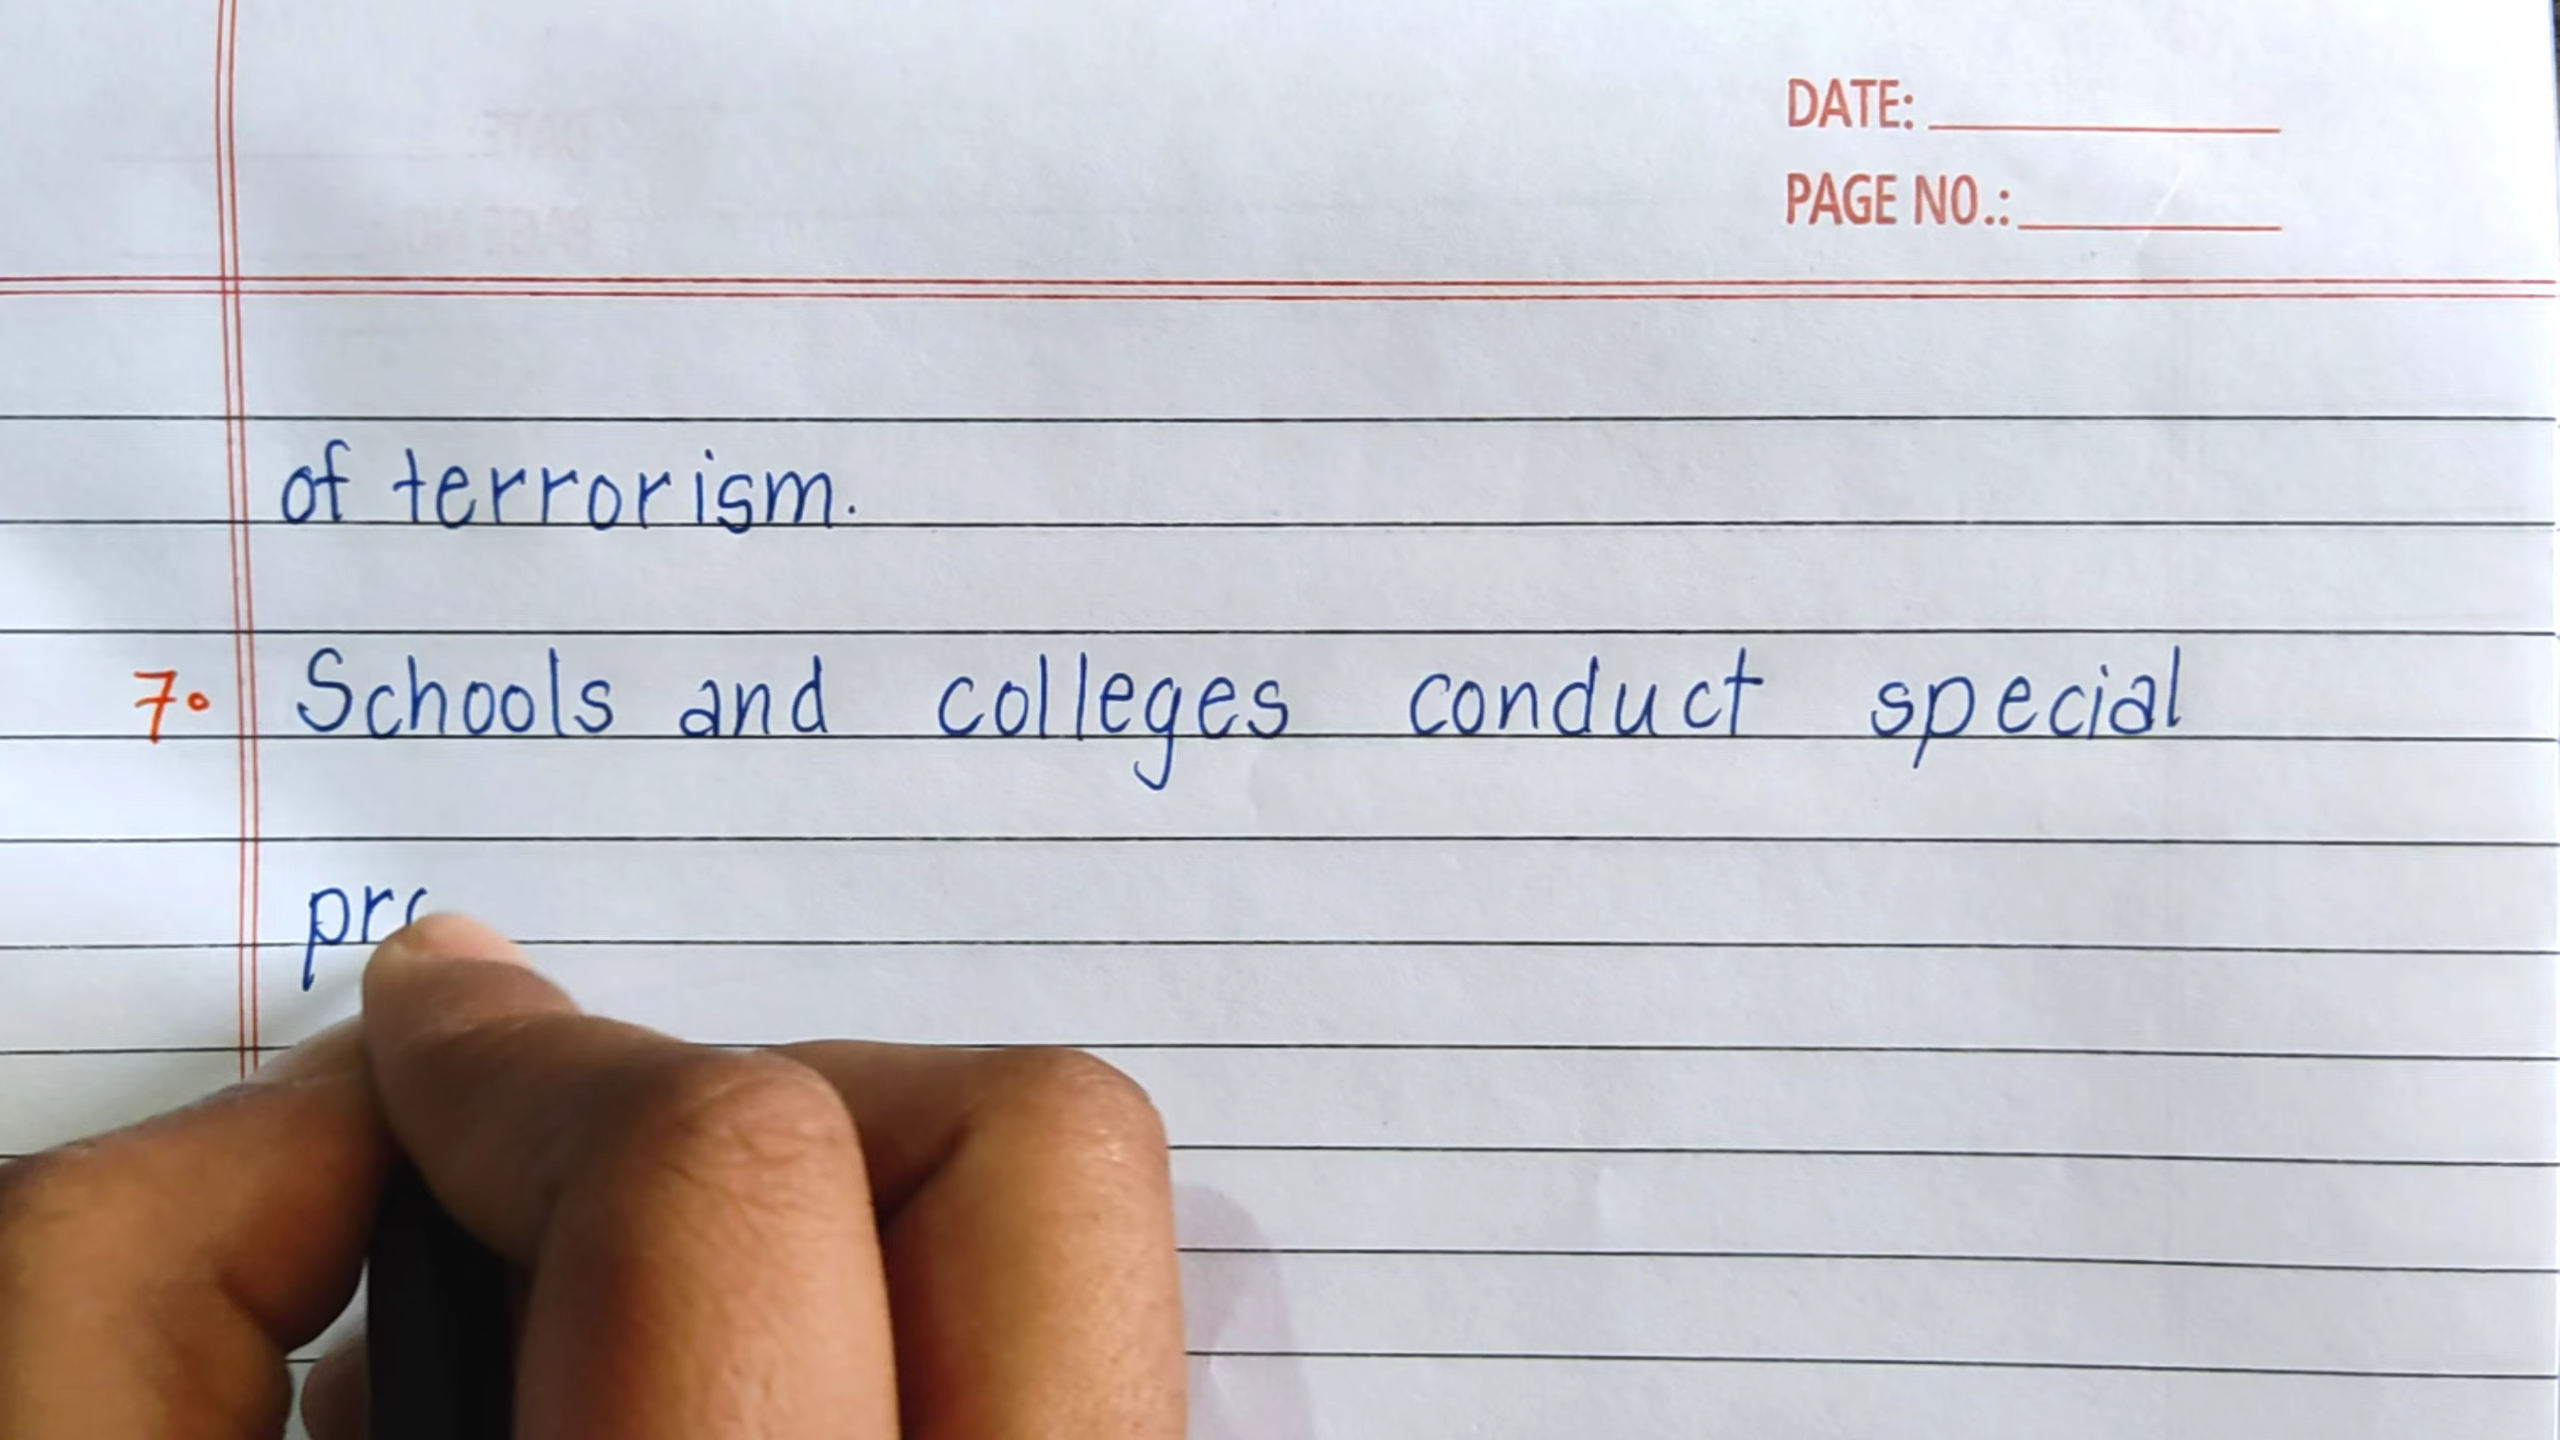 DATE:
PAGE NO.:
of terrorism.
7. Schools and colleges conduct special